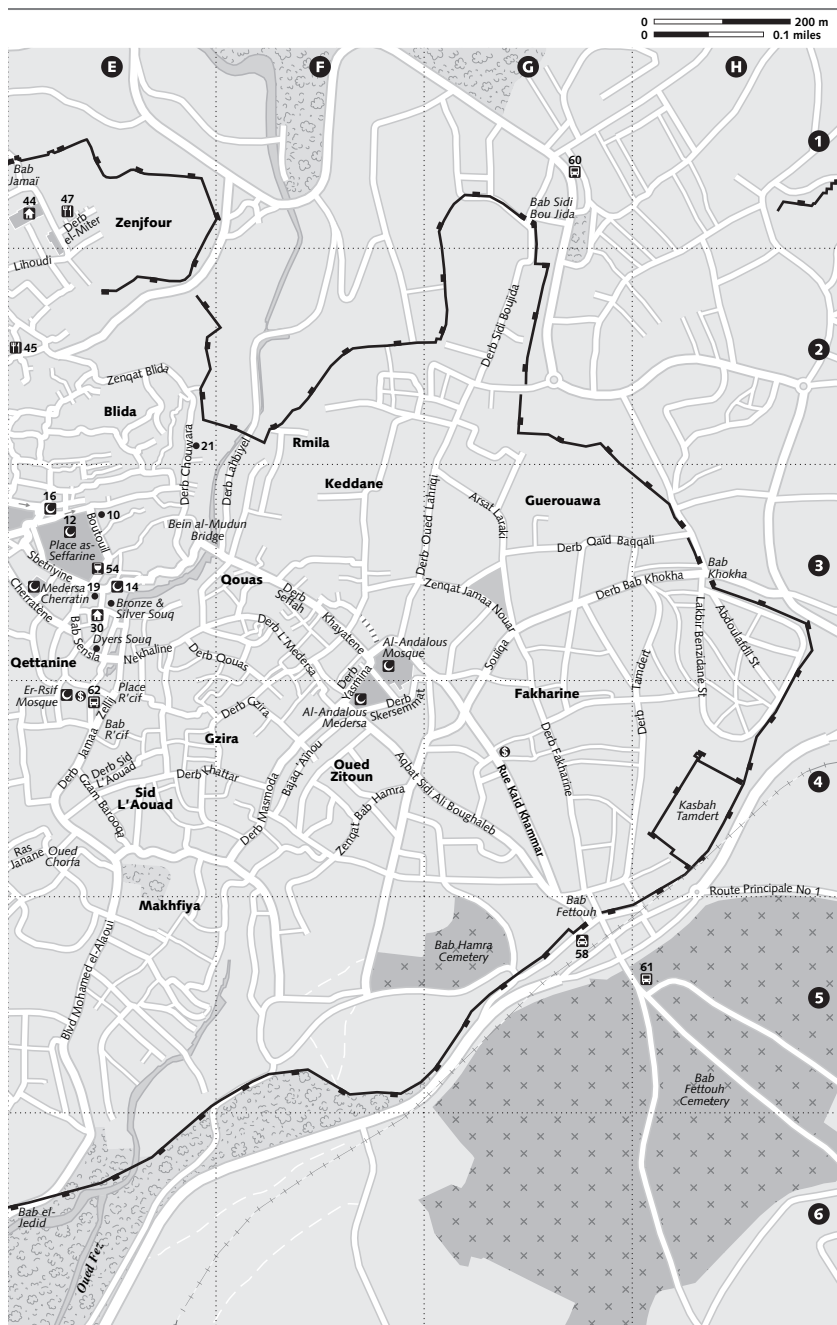 0 200 m
0 0.1 miles
E F G H
1
Bab
Jamaï
44
47
Derb
el-Miter
Zenjfour
Lihoudi
60
Bab Sidi
Bou Jida
2
45
Zenqat Blida
Blida
Derb Chouwara
21
Derb Lahbiyel
Rmila
Derb Sidi Boujida
3
16
12
10
Boutouil
Place as-
Seffarine
54
Sbetriyine
Medersa
Cherratin
Cherratène
19
14
Bronze &
Silver Souq
30
Dyers Souq
Bab Sensla
Nekhaline
Qettanine
Bein al-Mudun
Bridge
Keddane
Derb Oued Lahriqi
Arsat Laraki
Guerouawa
Derb Qaïd Baqqali
Bab
Khokha
Derb Bab Khokha
Qouas
Derb
Seffah
Khayatene
Derb L'Medersa
Derb Qouas
Zenqat Jamaa Nouar
Al-Andalous
Mosque
Souiqa
Derb
Yasmina
Tamdert
Derb
Lakbir Benzidane St
Abdoulafdil St
4
Er-Rsif
Mosque
62
Place
R'cif
Zellij
Bab
R'cif
Derb Jamaa
Derb Sid
L'Aouad
Gzam Barooqa
Sid
L'Aouad
Derb Gzira
Gzira
Derb Lhattar
Derb Masmoda
Bajaq 'Aïnou
Al-Andalous
Medersa
Derb
Skersemmat
Oued
Zitoun
Zenqat Bab Hamra
Aqbat Sidi Ali Boughaleb
Fakharine
Derb Fakharine
Rue Kaid Khammar
Kasbah
Tamdert
Ras
Janane
Oued
Chorfa
Route Principale No 1
5
Makhfiya
Blvd Mohamed el-Alaoui
Bab Hamra
Cemetery
Bab
Fettouh
58
61
Bab
Fettouh
Cemetery
6
Bab el-
Jedid
Oued Fez